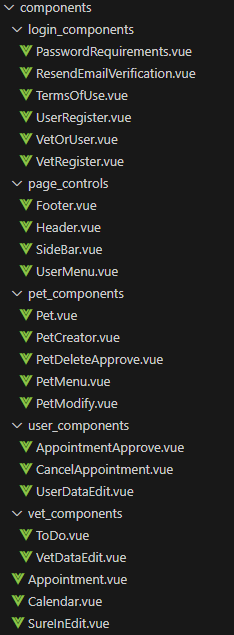 components
login_components
PasswordRequirements.vue
ResendEmailVerification.vue
TermsOfUse.vue
UserRegister.vue
VetOrUser.vue
VetRegister.vue
page_controls
Footer.vue
Header.vue
SideBar.vue
UserMenu.vue
pet_components
Pet.vue
PetCreator.vue
PetDeleteApprove.vue
PetMenu.vue
PetModify.vue
user_components
AppointmentApprove.vue
CancelAppointment.vue
UserDataEdit.vue
vet_components
ToDo.vue
VetDataEdit.vue
Appointment.vue
Calendar.vue
SureInEdit.vue